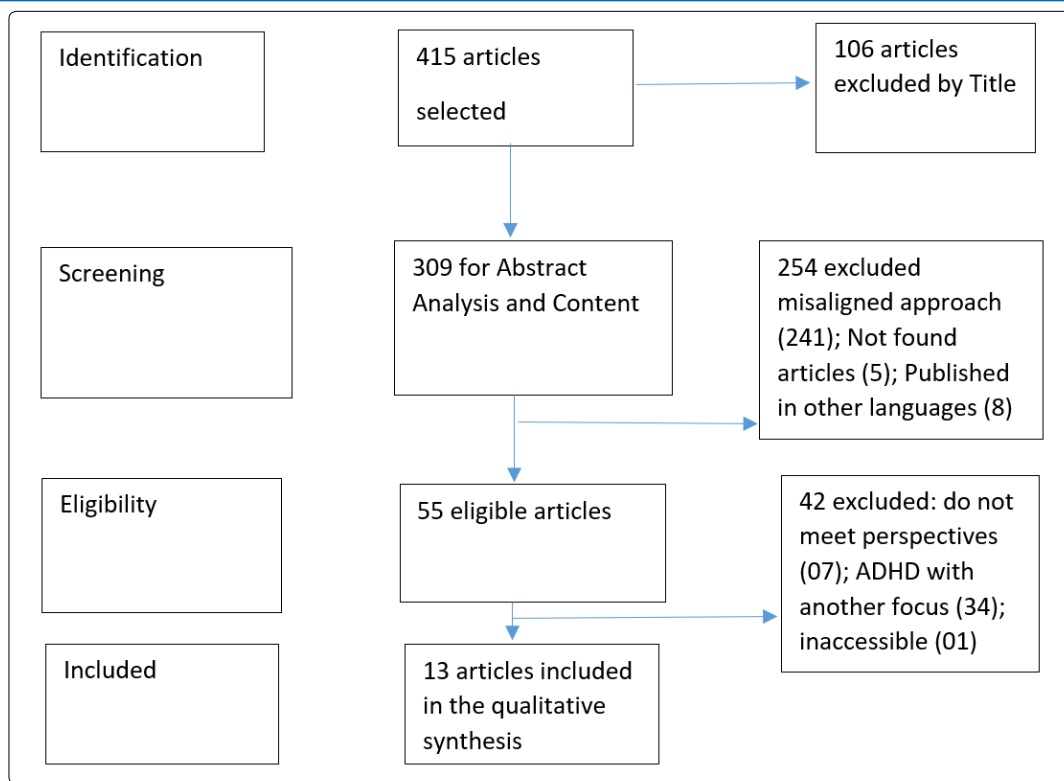 Identification
415 articles
selected
106 articles
excluded by Title
Screening
309 for Abstract
Analysis and Content
254 excluded
misaligned approach
(241); Not found
articles (5); Published
in other languages (8)
Eligibility
55 eligible articles
42 excluded: do not
meet perspectives
(07); ADHD with
another focus (34);
inaccessible (01)
Included
13 articles included
in the qualitative
synthesis